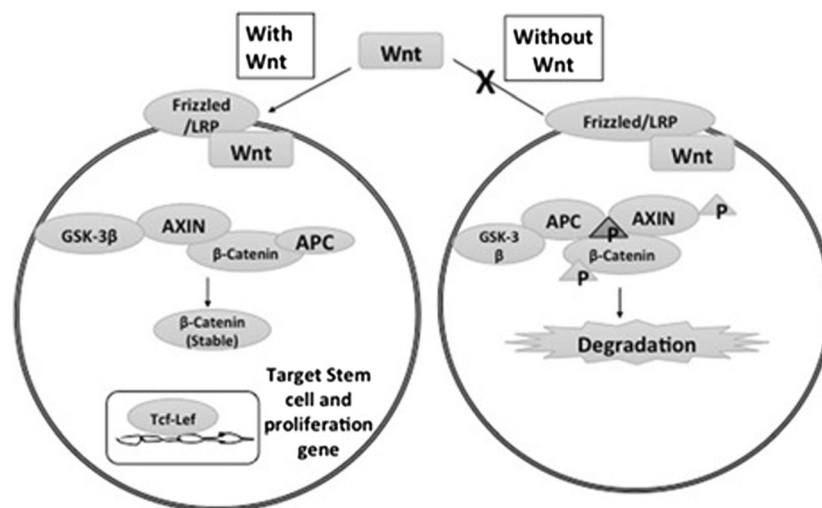 With
Wnt
Wnt
Without
Wnt
Frizzled
/LRP
Wnt
GSK-3β
AXIN
β-Catenin
APC
β-Catenin
(Stable)
Tcf-Lef
Target Stem
cell and
proliferation
gene
X
Frizzled/LRP
Wnt
GSK-3
β
APC
P
AXIN
P
β-Catenin
P
Degradation